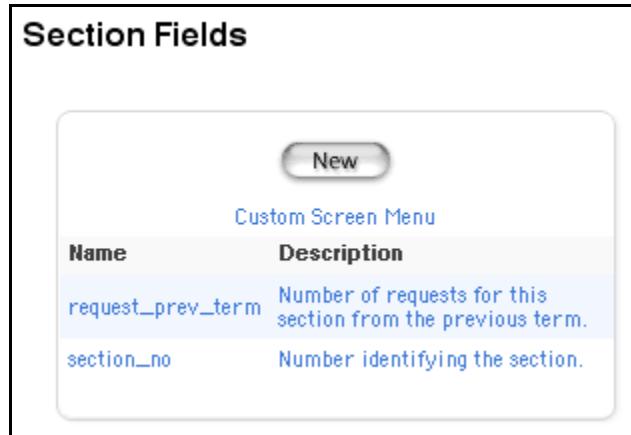 Section Fields
New
Custom Screen Menu
Name Description
request_prev_term Number of requests for this
section from the previous term.
section_no Number identifying the section.